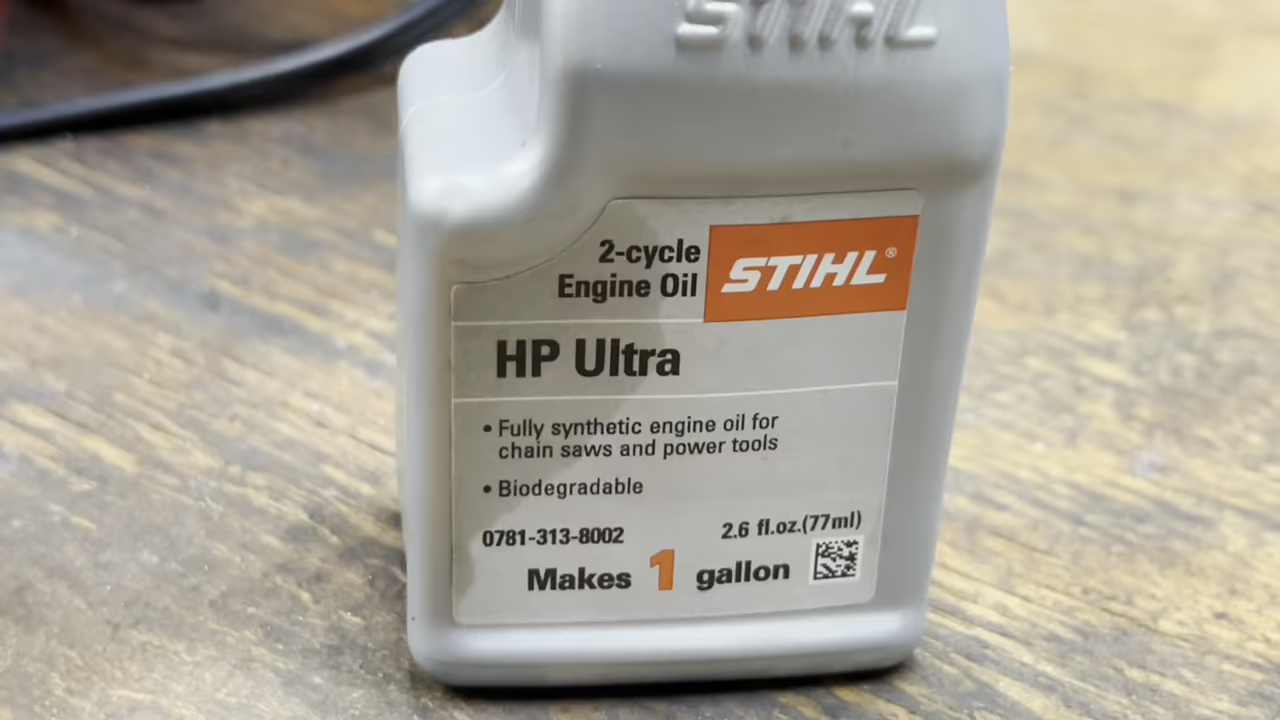 STIHL
2-cycle
Engine Oil
STIHL®
HP Ultra
• Fully synthetic engine oil for
chain saws and power tools
• Biodegradable
0781-313-8002
2.6 fl.oz.(77ml)
Makes 1 gallon